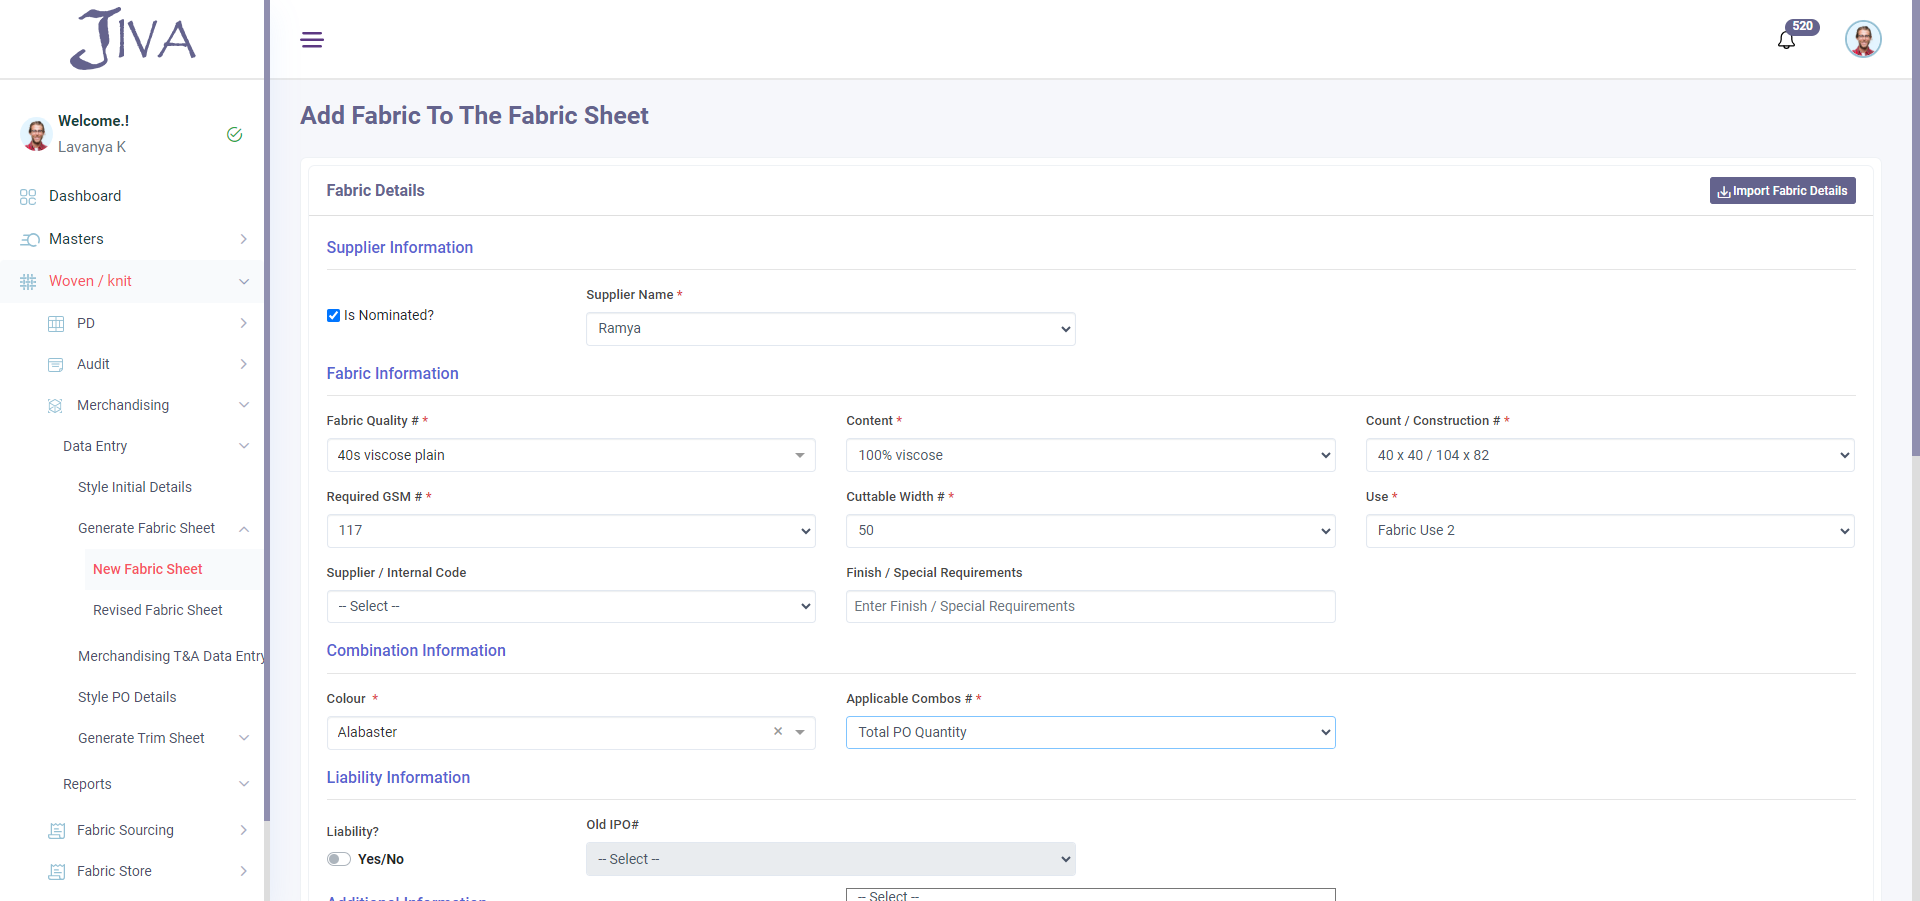 JIVA
520
Welcome.!
Lavanya K
Dashboard
Masters
Woven / knit
PD
Audit
Merchandising
Data Entry
Style Initial Details
Generate Fabric Sheet
New Fabric Sheet
Revised Fabric Sheet
Merchandising T&A Data Entry
Style PO Details
Generate Trim Sheet
Reports
Fabric Sourcing
Fabric Store
Add Fabric To The Fabric Sheet
Fabric Details
Import Fabric Details
Supplier Information
Is Nominated?
Supplier Name *
Ramya
Fabric Information
Fabric Quality # *
Content *
Count / Construction # *
40s viscose plain
100% viscose
40 x 40 / 104 x 82
Required GSM # *
Cuttable Width # *
Use *
117
50
Fabric Use 2
Supplier / Internal Code
Finish / Special Requirements
-- Select --
Enter Finish / Special Requirements
Combination Information
Colour *
Applicable Combos # *
Alabaster
×
Total PO Quantity
Liability Information
Liability?
Old IPO#
Yes/No
-- Select --
Additional Information
-- Select --